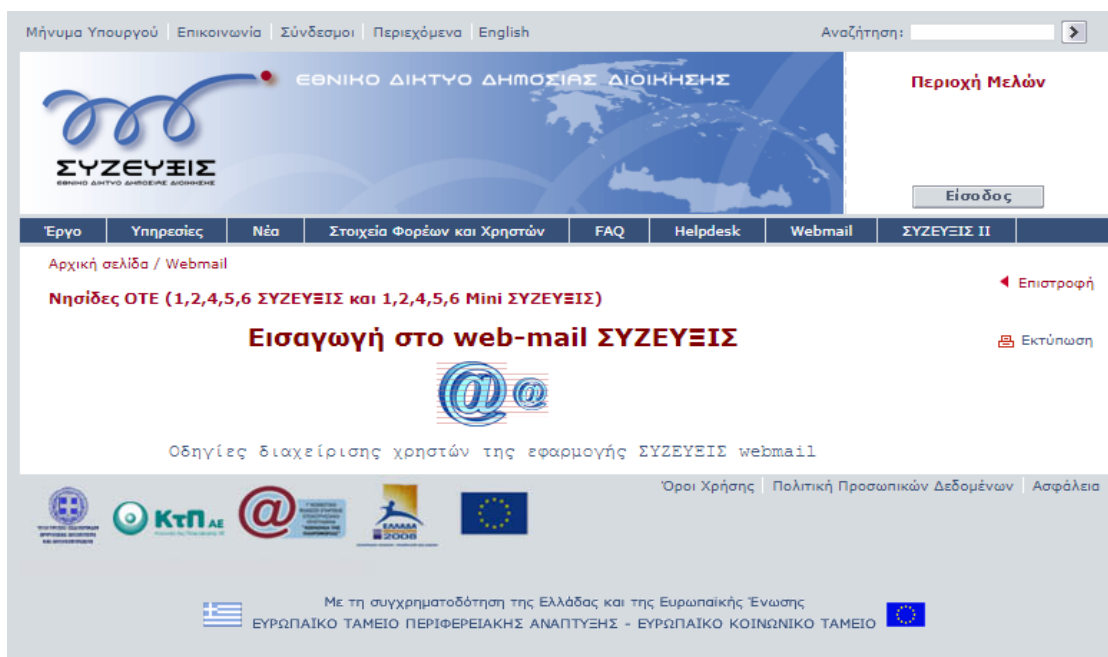 Μήνυμα Υπουργού Επικοινωνία Σύνδεσμοι Περιεχόμενα English Αναζήτηση:
ΕΘΝΙΚΟ ΔΙΚΤΥΟ ΔΗΜΟΣΙΑΣ ΔΙΟΙΚΗΣΗΣ
Περιοχή Μελών
ΣΥΖΕΥΞΙΣ
ΕΘΝΙΚΟ ΔΙΚΤΥΟ ΔΗΜΟΣΙΑΣ ΔΙΟΙΚΗΣΗΣ
Είσοδος
Έργο Υπηρεσίες Νέα Στοιχεία Φορέων και Χρηστών FAQ Helpdesk Webmail ΣΥΖΕΥΞΙΣ ΙΙ
Αρχική σελίδα / Webmail
Επιστροφή
Νησίδες ΟΤΕ (1,2,4,5,6 ΣΥΖΕΥΞΙΣ και 1,2,4,5,6 Mini ΣΥΖΕΥΞΙΣ)
Εισαγωγή στο web-mail ΣΥΖΕΥΞΙΣ
Εκτύπωση
@@
Οδηγίες διαχείρισης χρηστών της εφαρμογής ΣΥΖΕΥΞΙΣ webmail
Όροι Χρήσης Πολιτική Προσωπικών Δεδομένων Ασφάλεια
ΚτΠ ΑΕ
@
ΕΛΛΑΔΑ
2008
Με τη συγχρηματοδότηση της Ελλάδας και της Ευρωπαϊκής Ένωσης
ΕΥΡΩΠΑΪΚΟ ΤΑΜΕΙΟ ΠΕΡΙΦΕΡΕΙΑΚΗΣ ΑΝΑΠΤΥΞΗΣ - ΕΥΡΩΠΑΪΚΟ ΚΟΙΝΩΝΙΚΟ ΤΑΜΕΙΟ